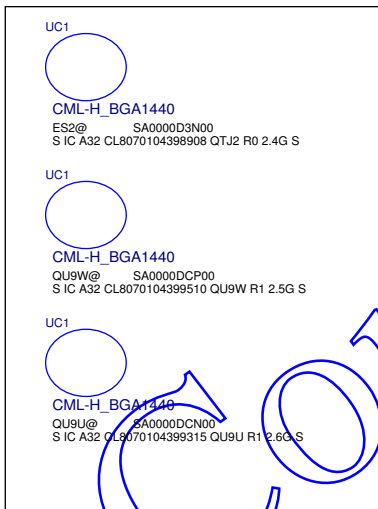 UC1
CML-H_BGA1440
ES2@ SA0000D3N00
S IC A32 CL8070104398908 QTJ2 R0 2.4G S
UC1
CML-H_BGA1440
QU9W@ SA0000DCP00
S IC A32 CL8070104399510 QU9W R1 2.5G S
UC1
CML-H_BGA1440
QU9U@ SA0000DCN00
S IC A32 CL8070104399315 QU9U R1 2.6G S
Co